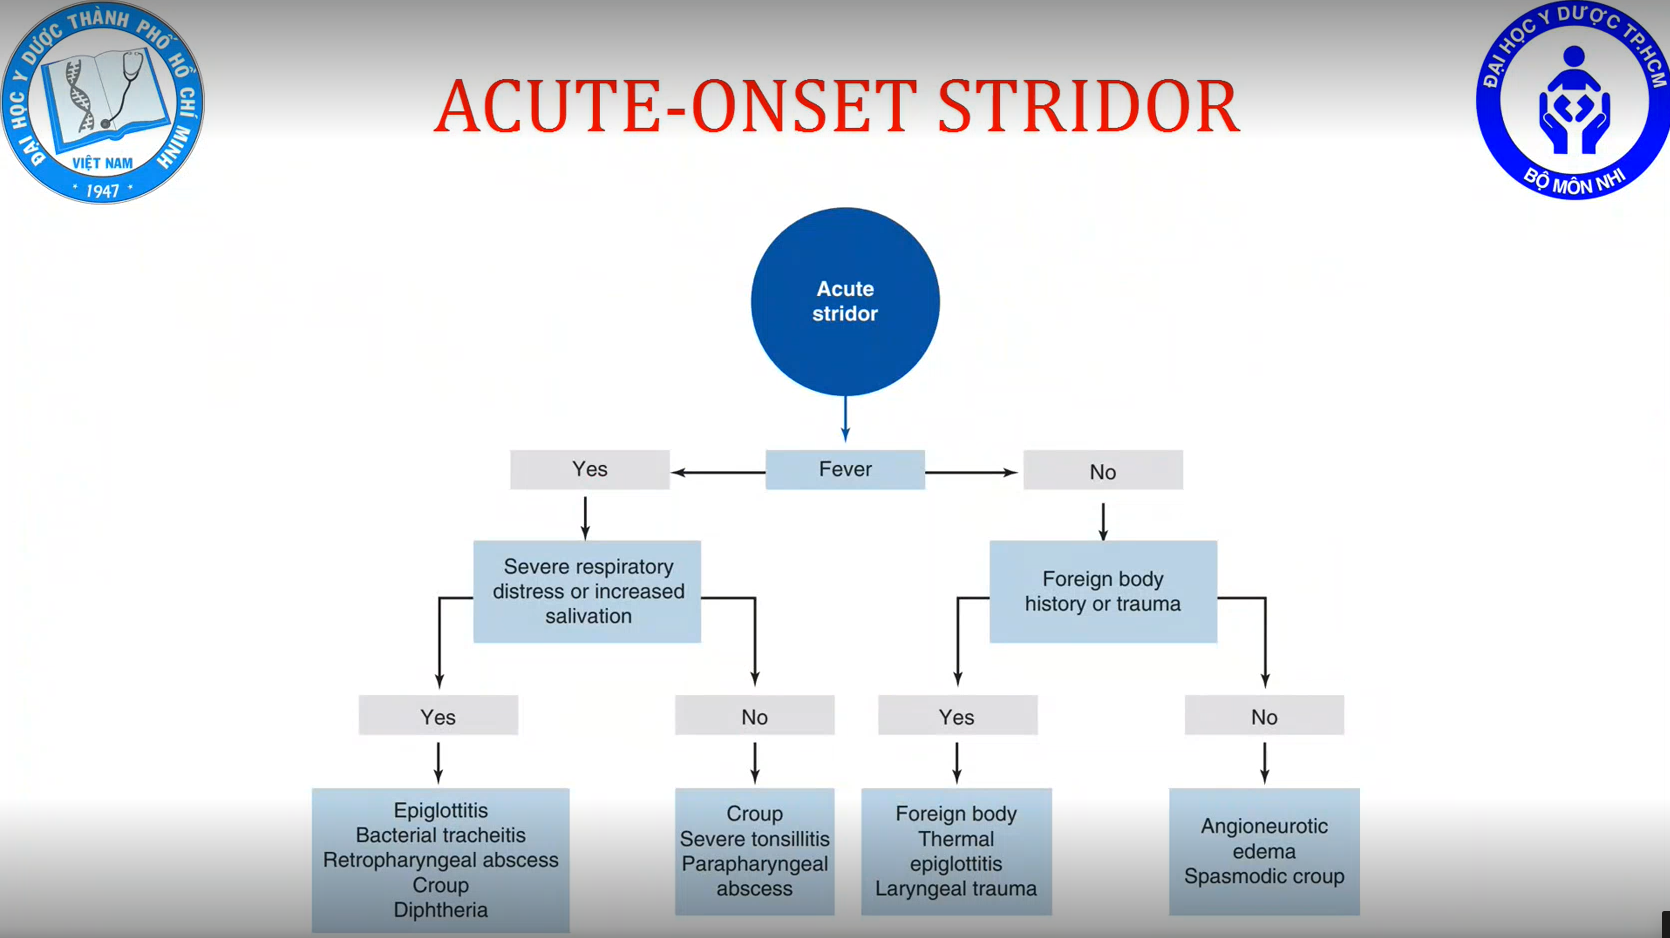 ĐẠI HỌC Y DƯỢC THÀNH PHỐ HỒ CHÍ MINH
VIỆT NAM
* 1947 *
ACUTE-ONSET STRIDOR
ĐẠI HỌC Y DƯỢC TP.HCM
BỘ MÔN NHI
Acute
stridor
Yes
Fever
No
Severe respiratory
distress or increased
salivation
Foreign body
history or trauma
Yes
No
Yes
No
Epiglottitis
Bacterial tracheitis
Retropharyngeal abscess
Croup
Diphtheria
Croup
Severe tonsillitis
Parapharyngeal
abscess
Foreign body
Thermal
epiglottitis
Laryngeal trauma
Angioneurotic
edema
Spasmodic croup